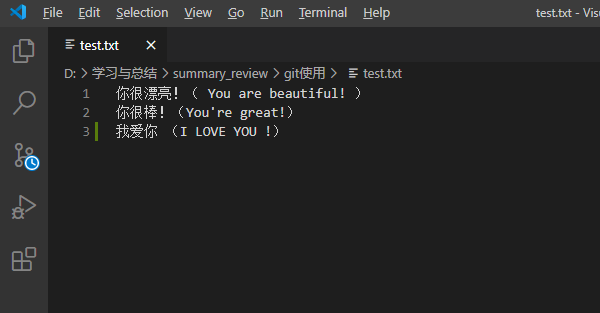 File Edit Selection View Go Run Terminal Help test.txt - Vis
test.txt
D: > 学习与总结 > summary_review > git使用 > test.txt
1 你很漂亮!（ You are beautiful! ）
2 你很棒!（You're great!）
3 我爱你 （I LOVE YOU !）